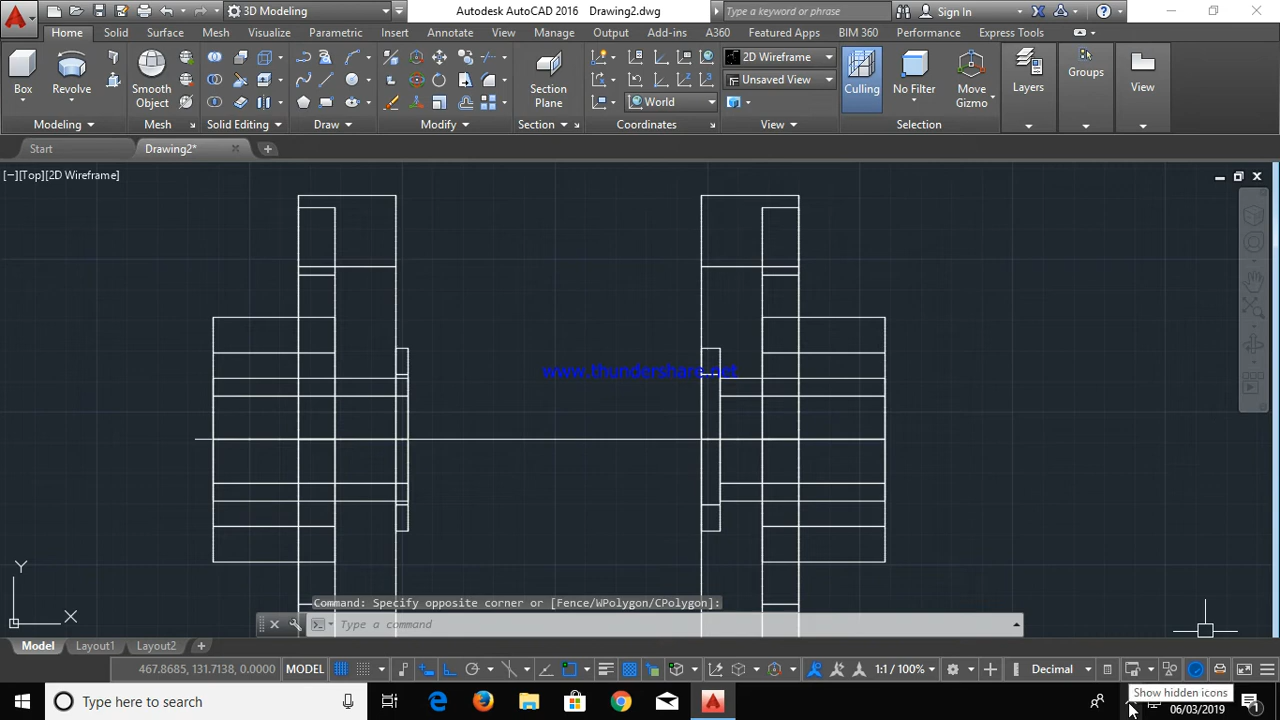 3D Modeling
Autodesk AutoCAD 2016 Drawing2.dwg
Type a keyword or phrase
Sign In
Home Solid Surface Mesh Visualize Parametric Insert Annotate View Manage Output Add-ins A360 Featured Apps BIM 360 Performance Express Tools
2D Wireframe
Unsaved View
World
Box Revolve Smooth Object Section Plane Culling No Filter Move Gizmo Layers Groups View
Modeling Mesh Solid Editing Draw Modify Section Coordinates View Selection
Start Drawing2*
[−][Top][2D Wireframe]
www.thundershare.net
Y
X
Command: Specify opposite corner or [Fence/WPolygon/CPolygon]:
Type a command
Model Layout1 Layout2
467.8685, 131.7138, 0.0000 MODEL 1:1 / 100% Decimal
Show hidden icons
Type here to search
06/03/2019
1